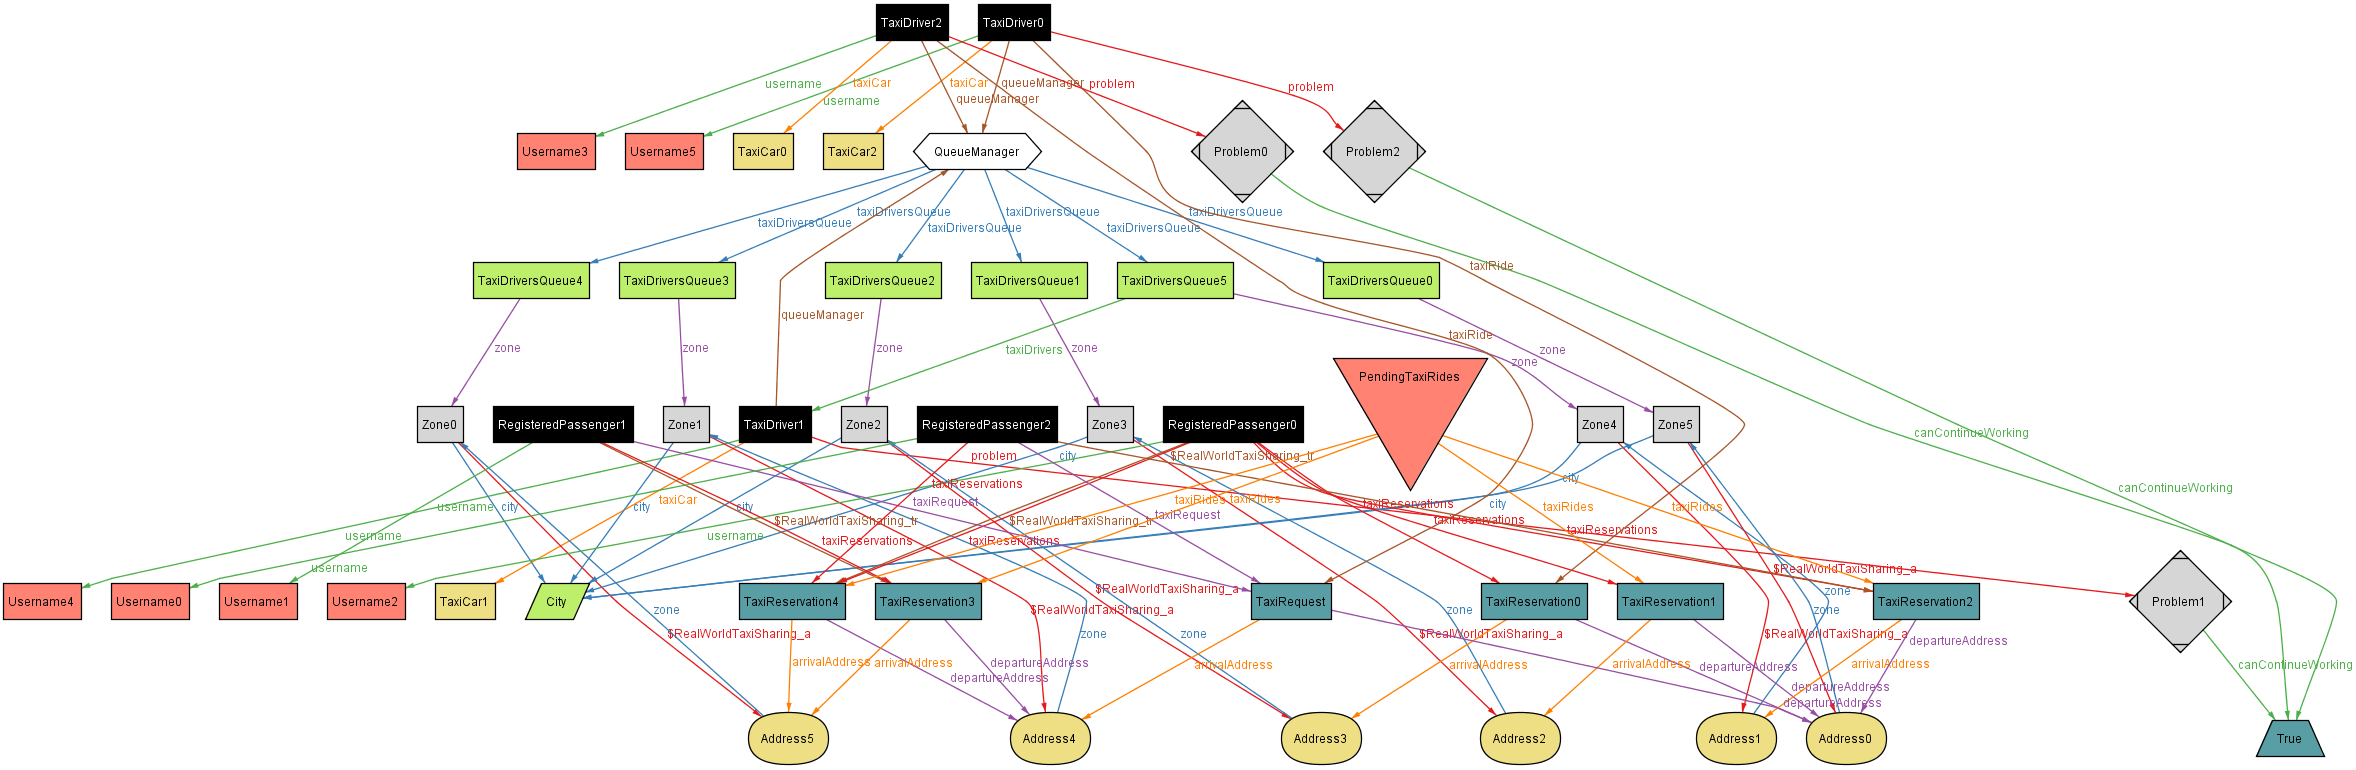 TaxiDriver2
TaxiDriver0
username
taxiCar
taxiCar
queueManager
problem
problem
queueManager
username
Username3
Username5
TaxiCar0
TaxiCar2
QueueManager
Problem0
Problem2
taxiDriversQueue
taxiDriversQueue
taxiDriversQueue
taxiDriversQueue
taxiDriversQueue
taxiDriversQueue
taxiRide
TaxiDriversQueue4
TaxiDriversQueue3
TaxiDriversQueue2
TaxiDriversQueue1
TaxiDriversQueue5
TaxiDriversQueue0
queueManager
taxiRide
zone
zone
zone
zone
taxiDrivers
zone
zone
PendingTaxiRides
Zone0
RegisteredPassenger1
Zone1
TaxiDriver1
Zone2
RegisteredPassenger2
Zone3
RegisteredPassenger0
Zone4
Zone5
canContinueWorking
problem
city
$RealWorldTaxiSharing_tr
city
taxiReservations
canContinueWorking
taxiCar
taxiRequest
taxiRides
taxiRides
taxiReservations
city
taxiRides
taxiRides
username
city
city
city
$RealWorldTaxiSharing_tr
$RealWorldTaxiSharing_tr
taxiRequest
taxiReservations
taxiReservations
username
username
taxiReservations
taxiReservations
username
$RealWorldTaxiSharing_a
Username4
Username0
Username1
Username2
TaxiCar1
City
TaxiReservation4
TaxiReservation3
TaxiRequest
TaxiReservation0
TaxiReservation1
TaxiReservation2
Problem1
$RealWorldTaxiSharing_a
zone
zone
$RealWorldTaxiSharing_a
zone
zone
$RealWorldTaxiSharing_a
zone
zone
$RealWorldTaxiSharing_a
$RealWorldTaxiSharing_a
departureAddress
arrivalAddress
arrivalAddress
departureAddress
departureAddress
arrivalAddress
arrivalAddress
arrivalAddress
departureAddress
arrivalAddress
canContinueWorking
departureAddress
departureAddress
Address5
Address4
Address3
Address2
Address1
Address0
True